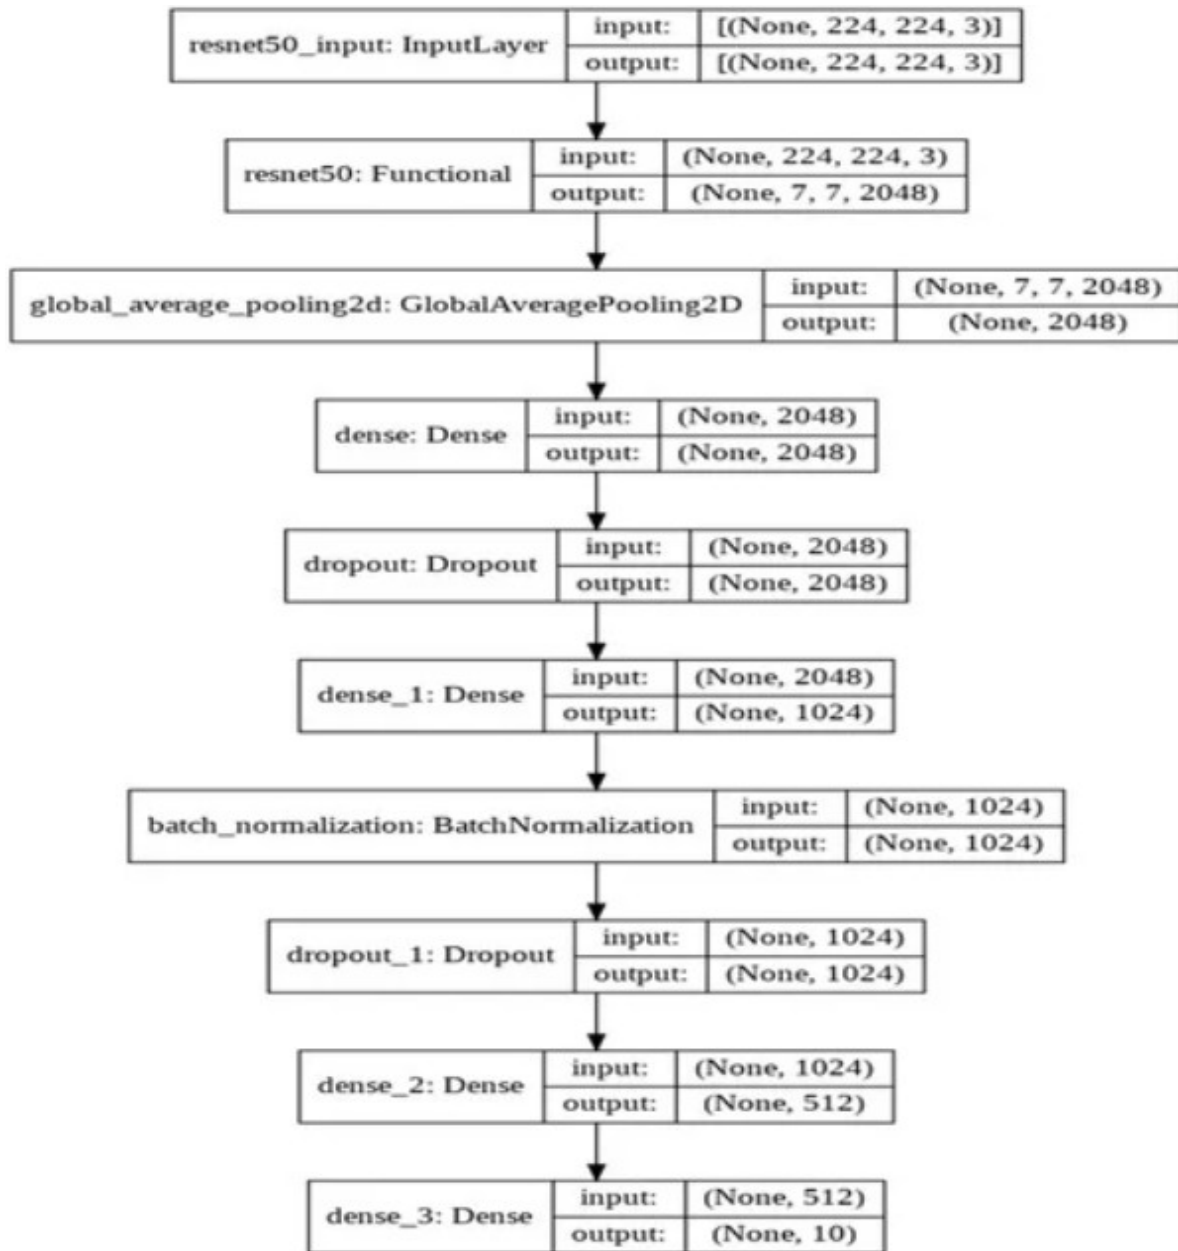 resnet50_input: InputLayer
input: [(None, 224, 224, 3)]
output: [(None, 224, 224, 3)]
resnet50: Functional
input: (None, 224, 224, 3)
output: (None, 7, 7, 2048)
global_average_pooling2d: GlobalAveragePooling2D
input: (None, 7, 7, 2048)
output: (None, 2048)
dense: Dense
input: (None, 2048)
output: (None, 2048)
dropout: Dropout
input: (None, 2048)
output: (None, 2048)
dense_1: Dense
input: (None, 2048)
output: (None, 1024)
batch_normalization: BatchNormalization
input: (None, 1024)
output: (None, 1024)
dropout_1: Dropout
input: (None, 1024)
output: (None, 1024)
dense_2: Dense
input: (None, 1024)
output: (None, 512)
dense_3: Dense
input: (None, 512)
output: (None, 10)